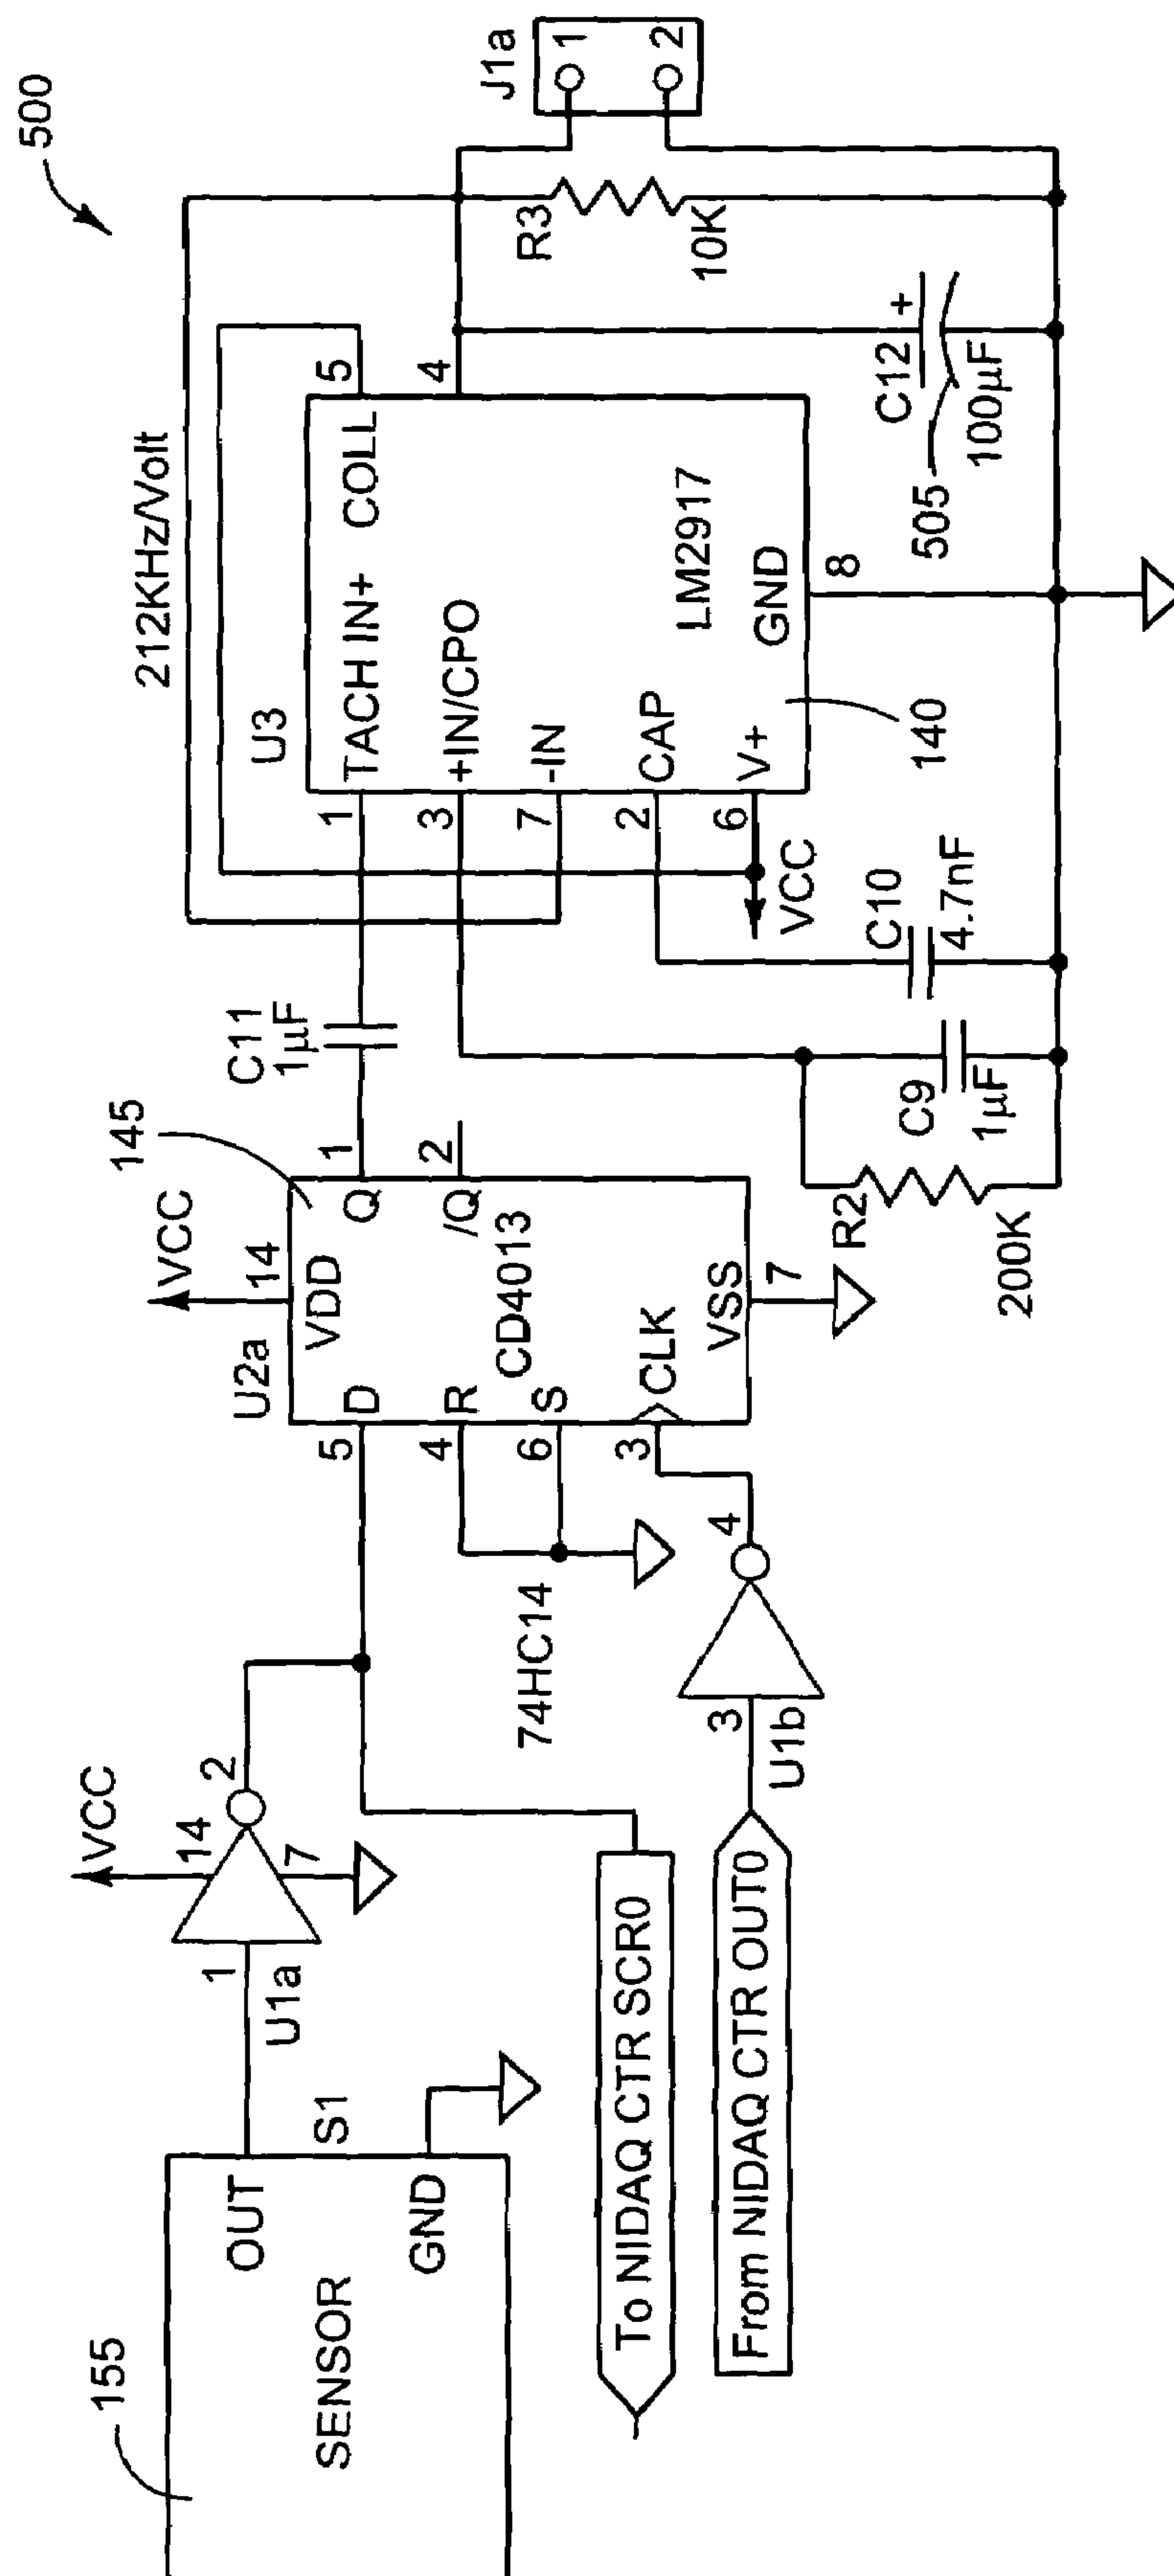 500
155
SENSOR
OUT
GND
S1
1
U1a
VCC
14
7
2
To NIDAQ CTR SCR0
From NIDAQ CTR OUT0
3
U1b
4
74HC14
U2a
VCC
14
145
VDD
5
D
4
R
6
S
3
CLK
CD4013
VSS
7
Q
1
/Q
2
C11
1µF
R2
200K
C9
1µF
C10
4.7nF
VCC
212KHz/Volt
U3
1
TACH IN+
3
+IN/CPO
7
-IN
2
CAP
6
V+
140
COLL
5
4
LM2917
GND
8
505
C12
+
100µF
R3
10K
J1a
1
2